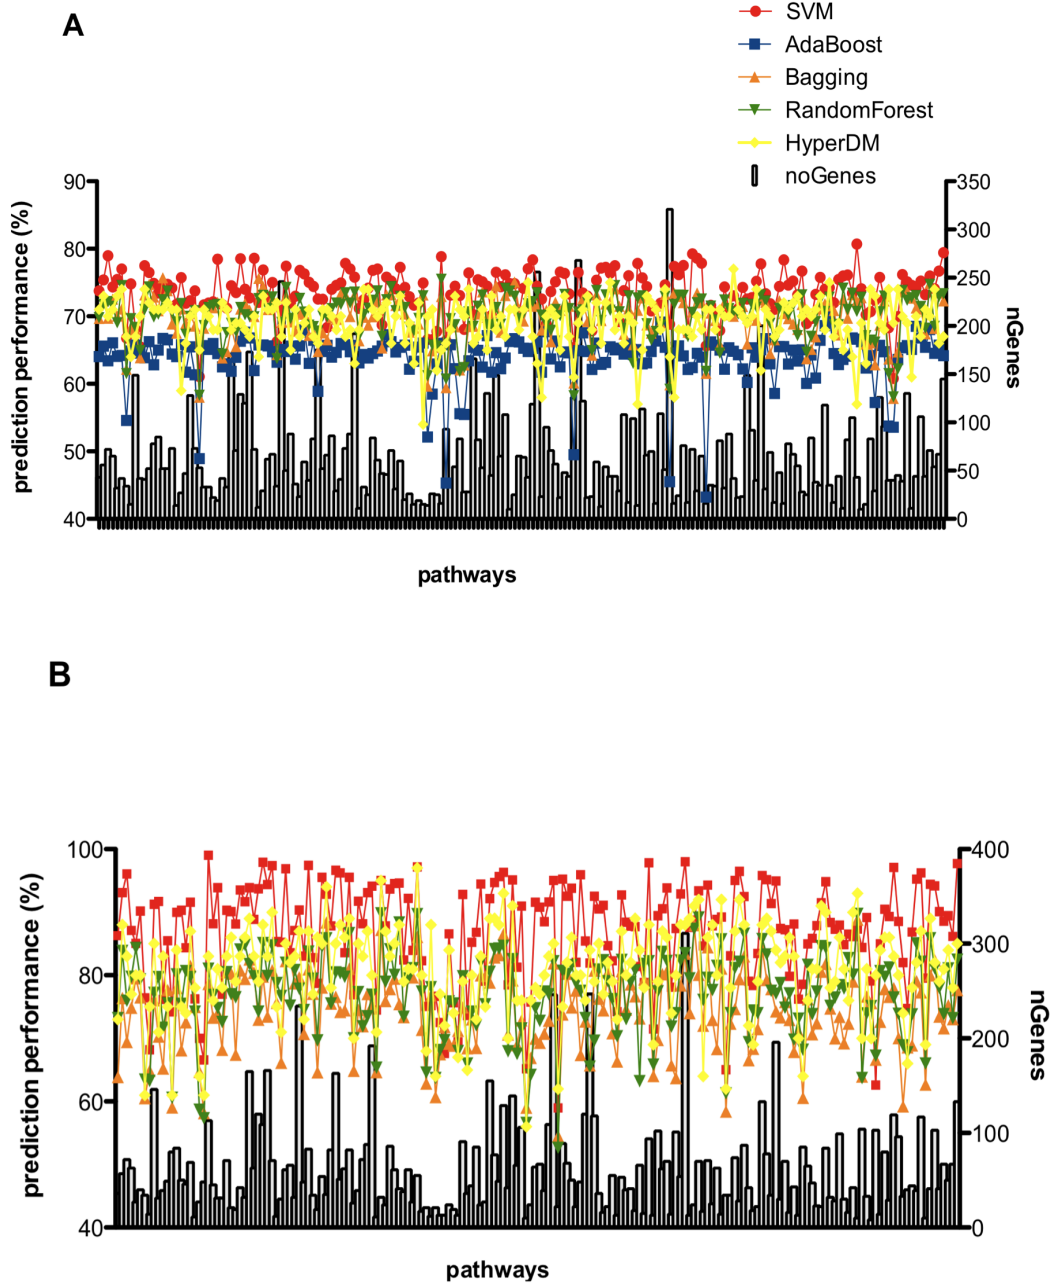 A
SVM
AdaBoost
Bagging
RandomForest
HyperDM
noGenes
prediction performance (%)
90
80
70
60
50
40
350
300
250
200
150
100
50
0
nGenes
pathways
B
prediction performance (%)
100
80
60
40
400
300
200
100
0
nGenes
pathways